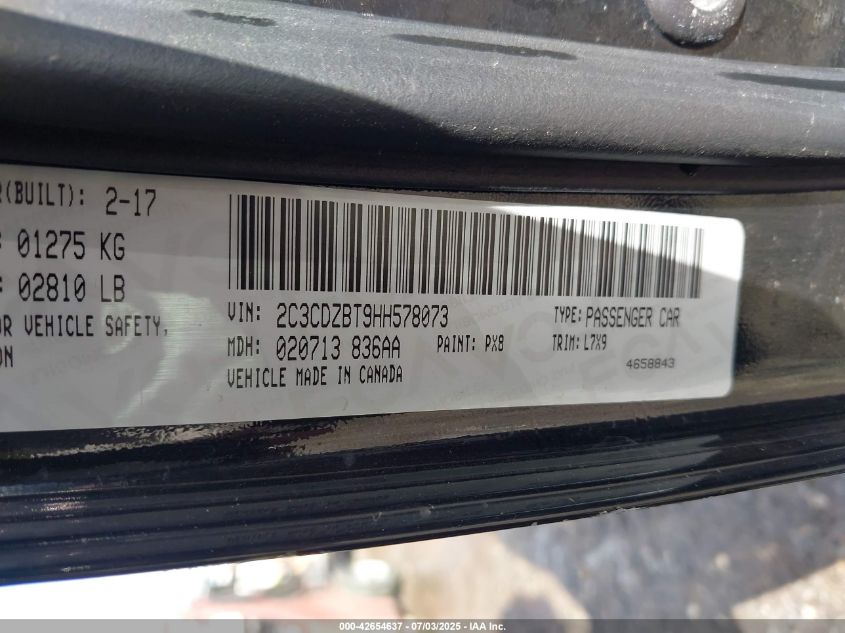 (BUILT): 2-17
01275 KG
02810 LB
OR VEHICLE SAFETY,
ON
VIN: 2C3CDZBT9HH578073
TYPE: PASSENGER CAR
MDH: 020713 836AA
PAINT: PX8
TRIM: L7X9
VEHICLE MADE IN CANADA
4658843
000-42654637 - 07/03/2025 - IAA Inc.